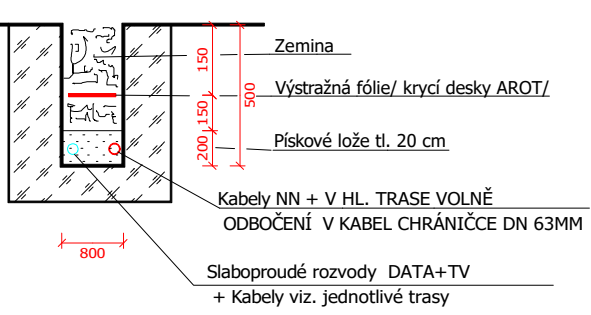 Zemina
150
500
Výstražná fólie/ krycí desky AROT/
150
200
Pískové lože tl. 20 cm
Kabely NN + V HL. TRASE VOLNĚ
ODBOČENÍ V KABEL CHRÁNIČCE DN 63MM
800
Slaboproudé rozvody DATA+TV
+ Kabely viz. jednotlivé trasy